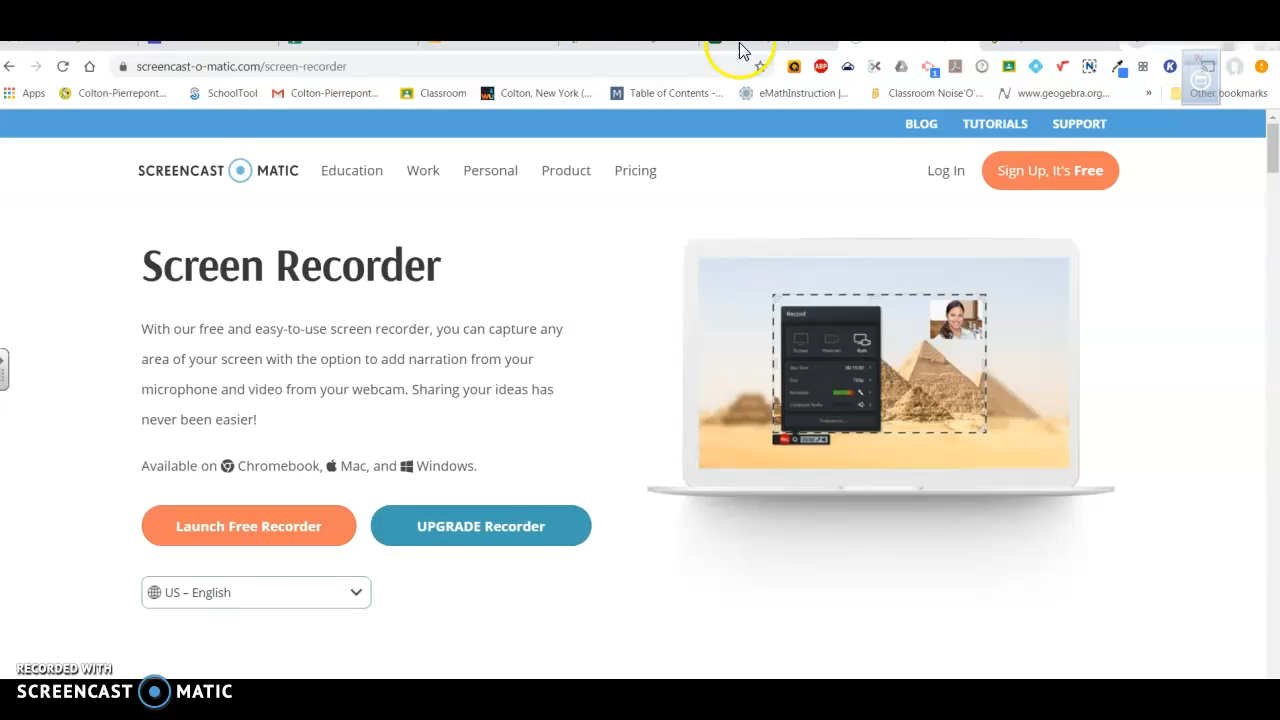 screencast-o-matic.com/screen-recorder
Apps Colton-Pierrepont... SchoolTool Colton-Pierrepont... Classroom Colton, New York (... Table of Contents -... eMathInstruction |... Classroom Noise'O'... www.geogebra.org... » Other bookmarks
BLOG TUTORIALS SUPPORT
SCREENCAST MATIC Education Work Personal Product Pricing Log In Sign Up, It's Free
Screen Recorder
With our free and easy-to-use screen recorder, you can capture any
area of your screen with the option to add narration from your
microphone and video from your webcam. Sharing your ideas has
never been easier!
Available on Chromebook, Mac, and Windows.
Launch Free Recorder UPGRADE Recorder
US – English
Record
RECORDED WITH
SCREENCAST MATIC